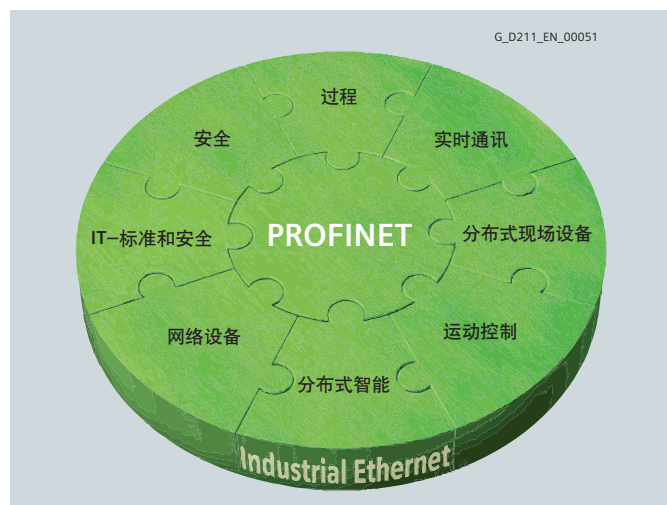 G_D211_EN_00051
过程
安全
实时通讯
PROFINET
IT-标准和安全
分布式现场设备
网络设备
运动控制
分布式智能
Industrial Ethernet